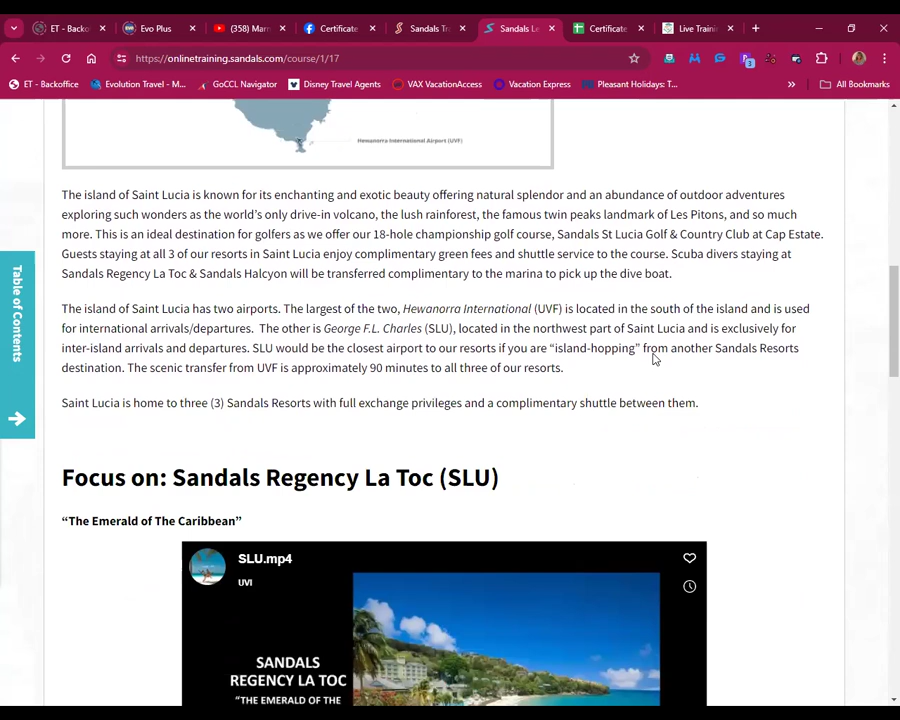 ET - Backo
Evo Plus
(358) Mar
Certificate
Sandals Tr
Sandals Le
Certificate
Live Train
https://onlinetraining.sandals.com/course/1/17
ET - Backoffice
Evolution Travel - M...
GoCCL Navigator
Disney Travel Agents
VAX VacationAccess
Vacation Express
Pleasant Holidays: T...
»
All Bookmarks
Hewanorra International Airport (UVF)
The island of Saint Lucia is known for its enchanting and exotic beauty offering natural splendor and an abundance of outdoor adventures
exploring such wonders as the world's only drive-in volcano, the lush rainforest, the famous twin peaks landmark of Les Pitons, and so much
more. This is an ideal destination for golfers as we offer our 18-hole championship golf course, Sandals St Lucia Golf & Country Club at Cap Estate.
Guests staying at all 3 of our resorts in Saint Lucia enjoy complimentary green fees and shuttle service to the course. Scuba divers staying at
Sandals Regency La Toc & Sandals Halcyon will be transferred complimentary to the marina to pick up the dive boat.
Table of Contents
The island of Saint Lucia has two airports. The largest of the two, Hewanorra International (UVF) is located in the south of the island and is used
for international arrivals/departures.  The other is George F.L. Charles (SLU), located in the northwest part of Saint Lucia and is exclusively for
inter-island arrivals and departures. SLU would be the closest airport to our resorts if you are “island-hopping” from another Sandals Resorts
destination. The scenic transfer from UVF is approximately 90 minutes to all three of our resorts.
Saint Lucia is home to three (3) Sandals Resorts with full exchange privileges and a complimentary shuttle between them.
Focus on: Sandals Regency La Toc (SLU)
“The Emerald of The Caribbean”
SLU.mp4
UVI
SANDALS
REGENCY LA TOC
“THE EMERALD OF THE